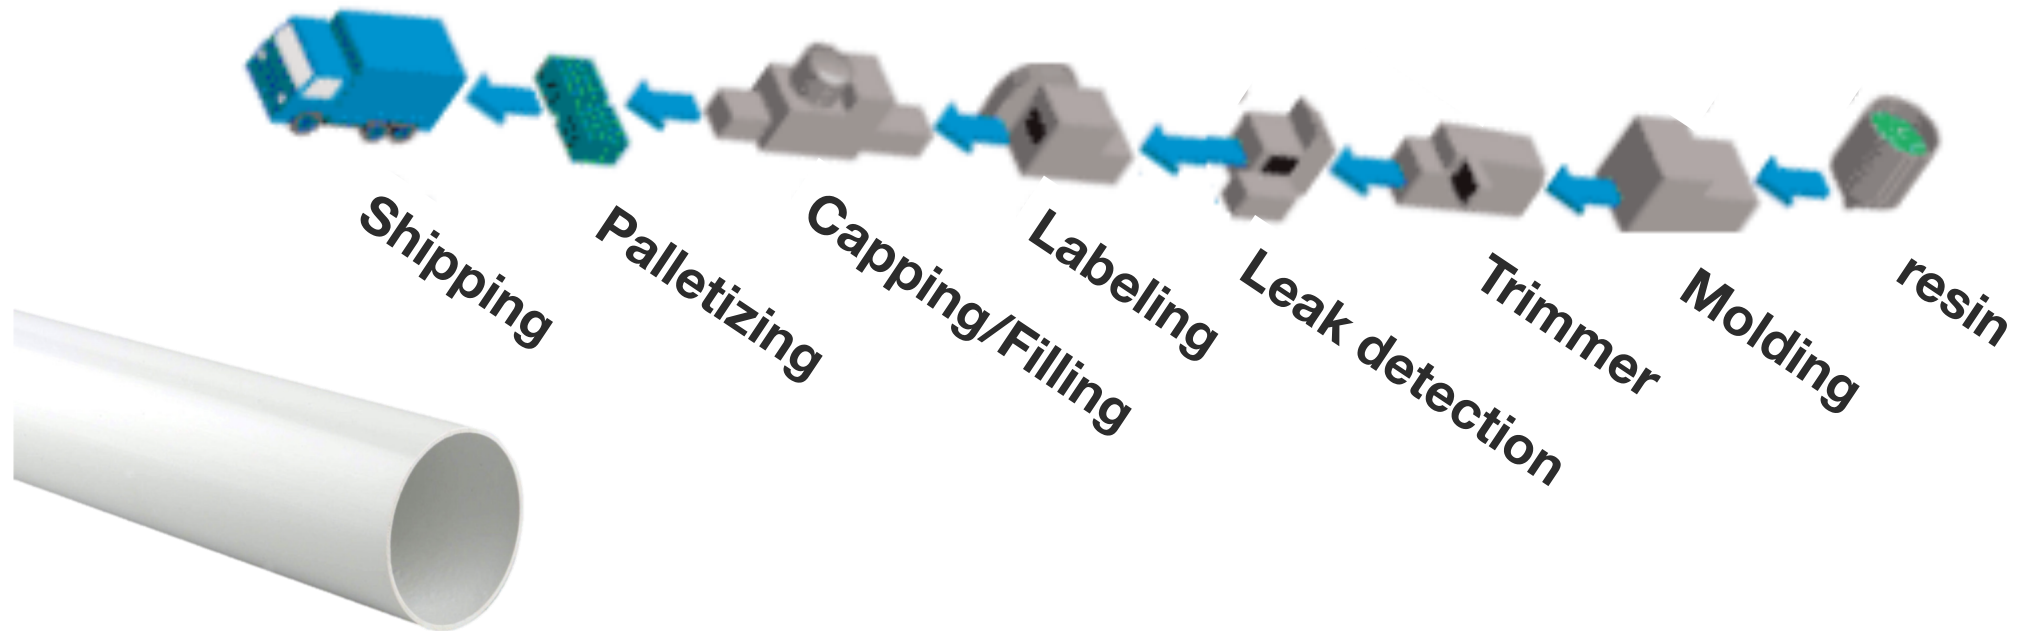 Shipping
Palletizing
Capping/Filling
Labeling
Leak detection
Trimmer
Molding
resin